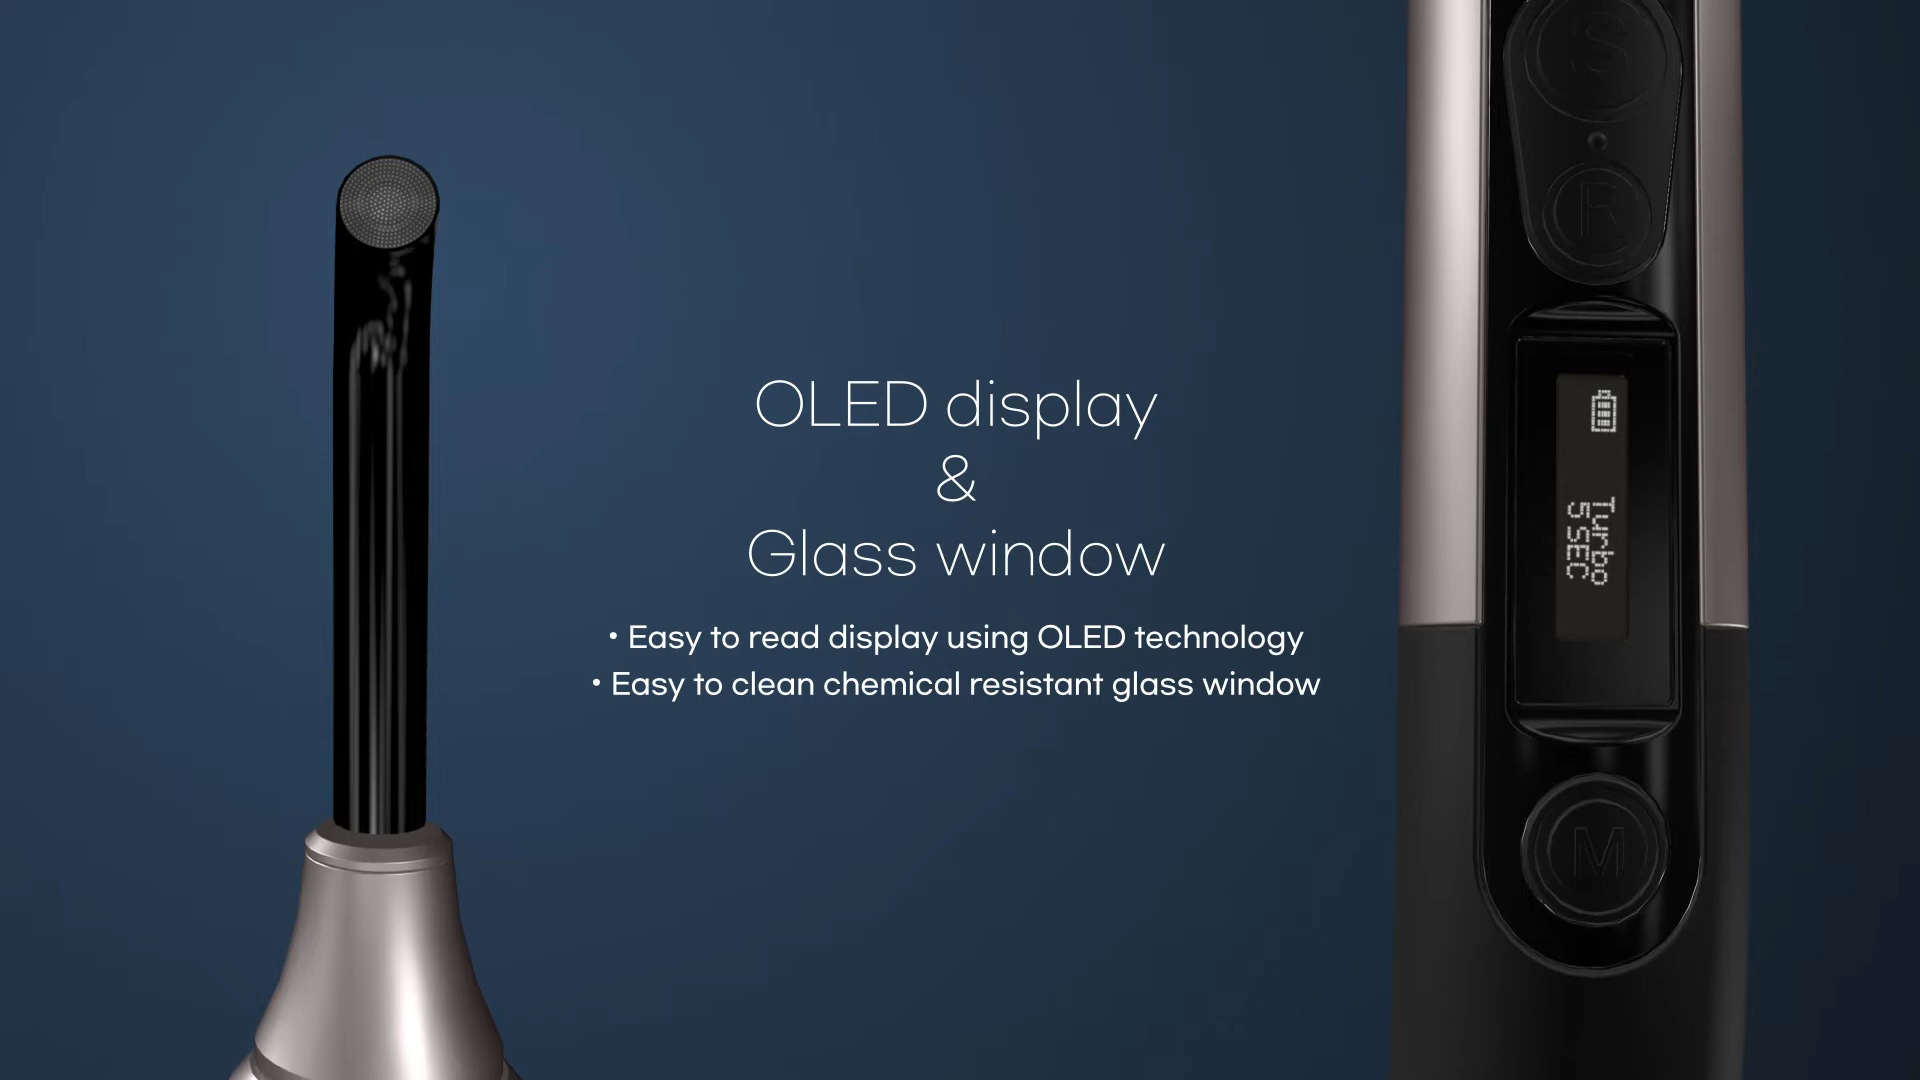 OLED display
&
Glass window
• Easy to read display using OLED technology
• Easy to clean chemical resistant glass window
S
R
Turbo
5 SEC
M